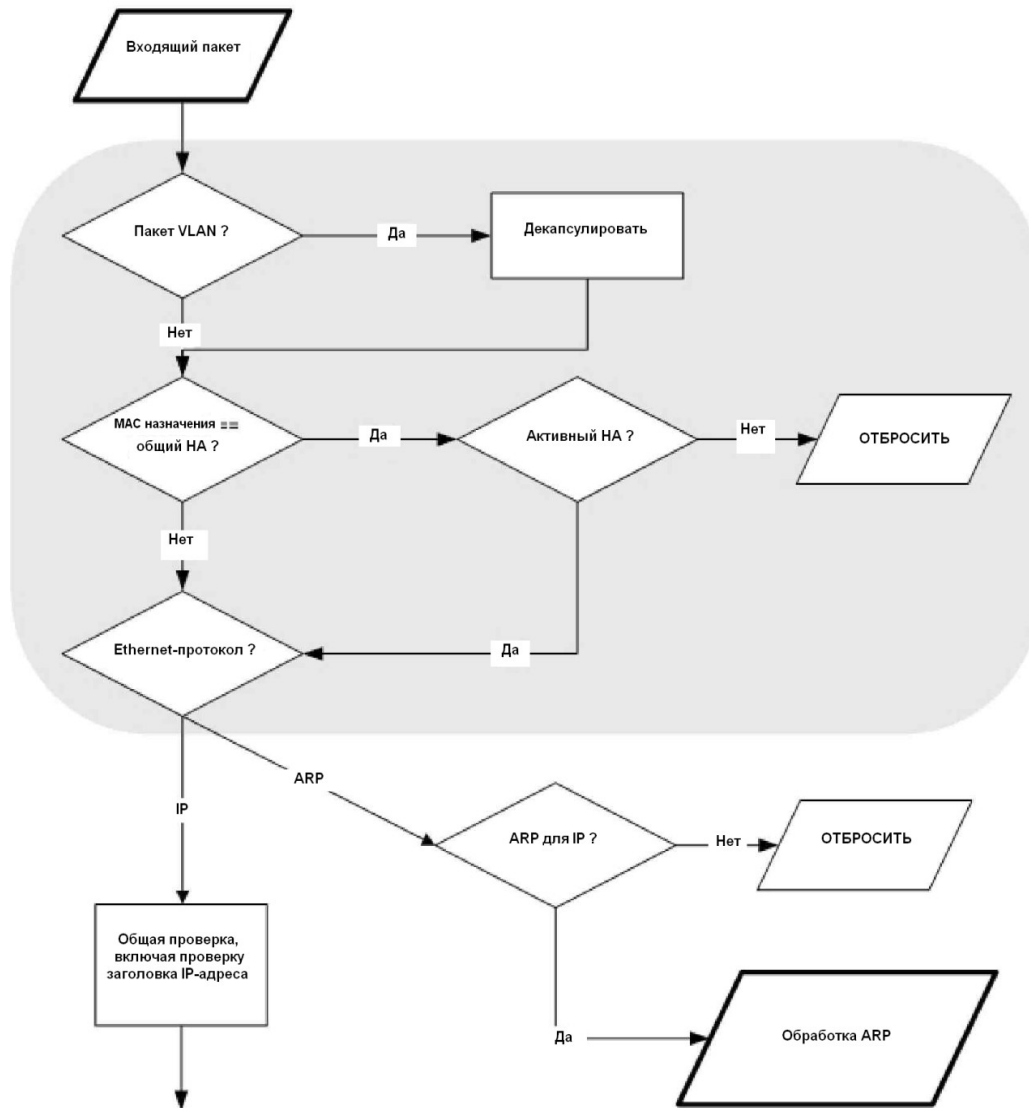 Входящий пакет
Пакет VLAN ?
Да
Декапсулировать
Нет
MAC назначения ==
общий HA ?
Да
Активный HA ?
Нет
ОТБРОСИТЬ
Нет
Ethernet-протокол ?
Да
ARP
IP
ARP для IP ?
Нет
ОТБРОСИТЬ
Общая проверка,
включая проверку
заголовка IP-адреса
Да
Обработка ARP